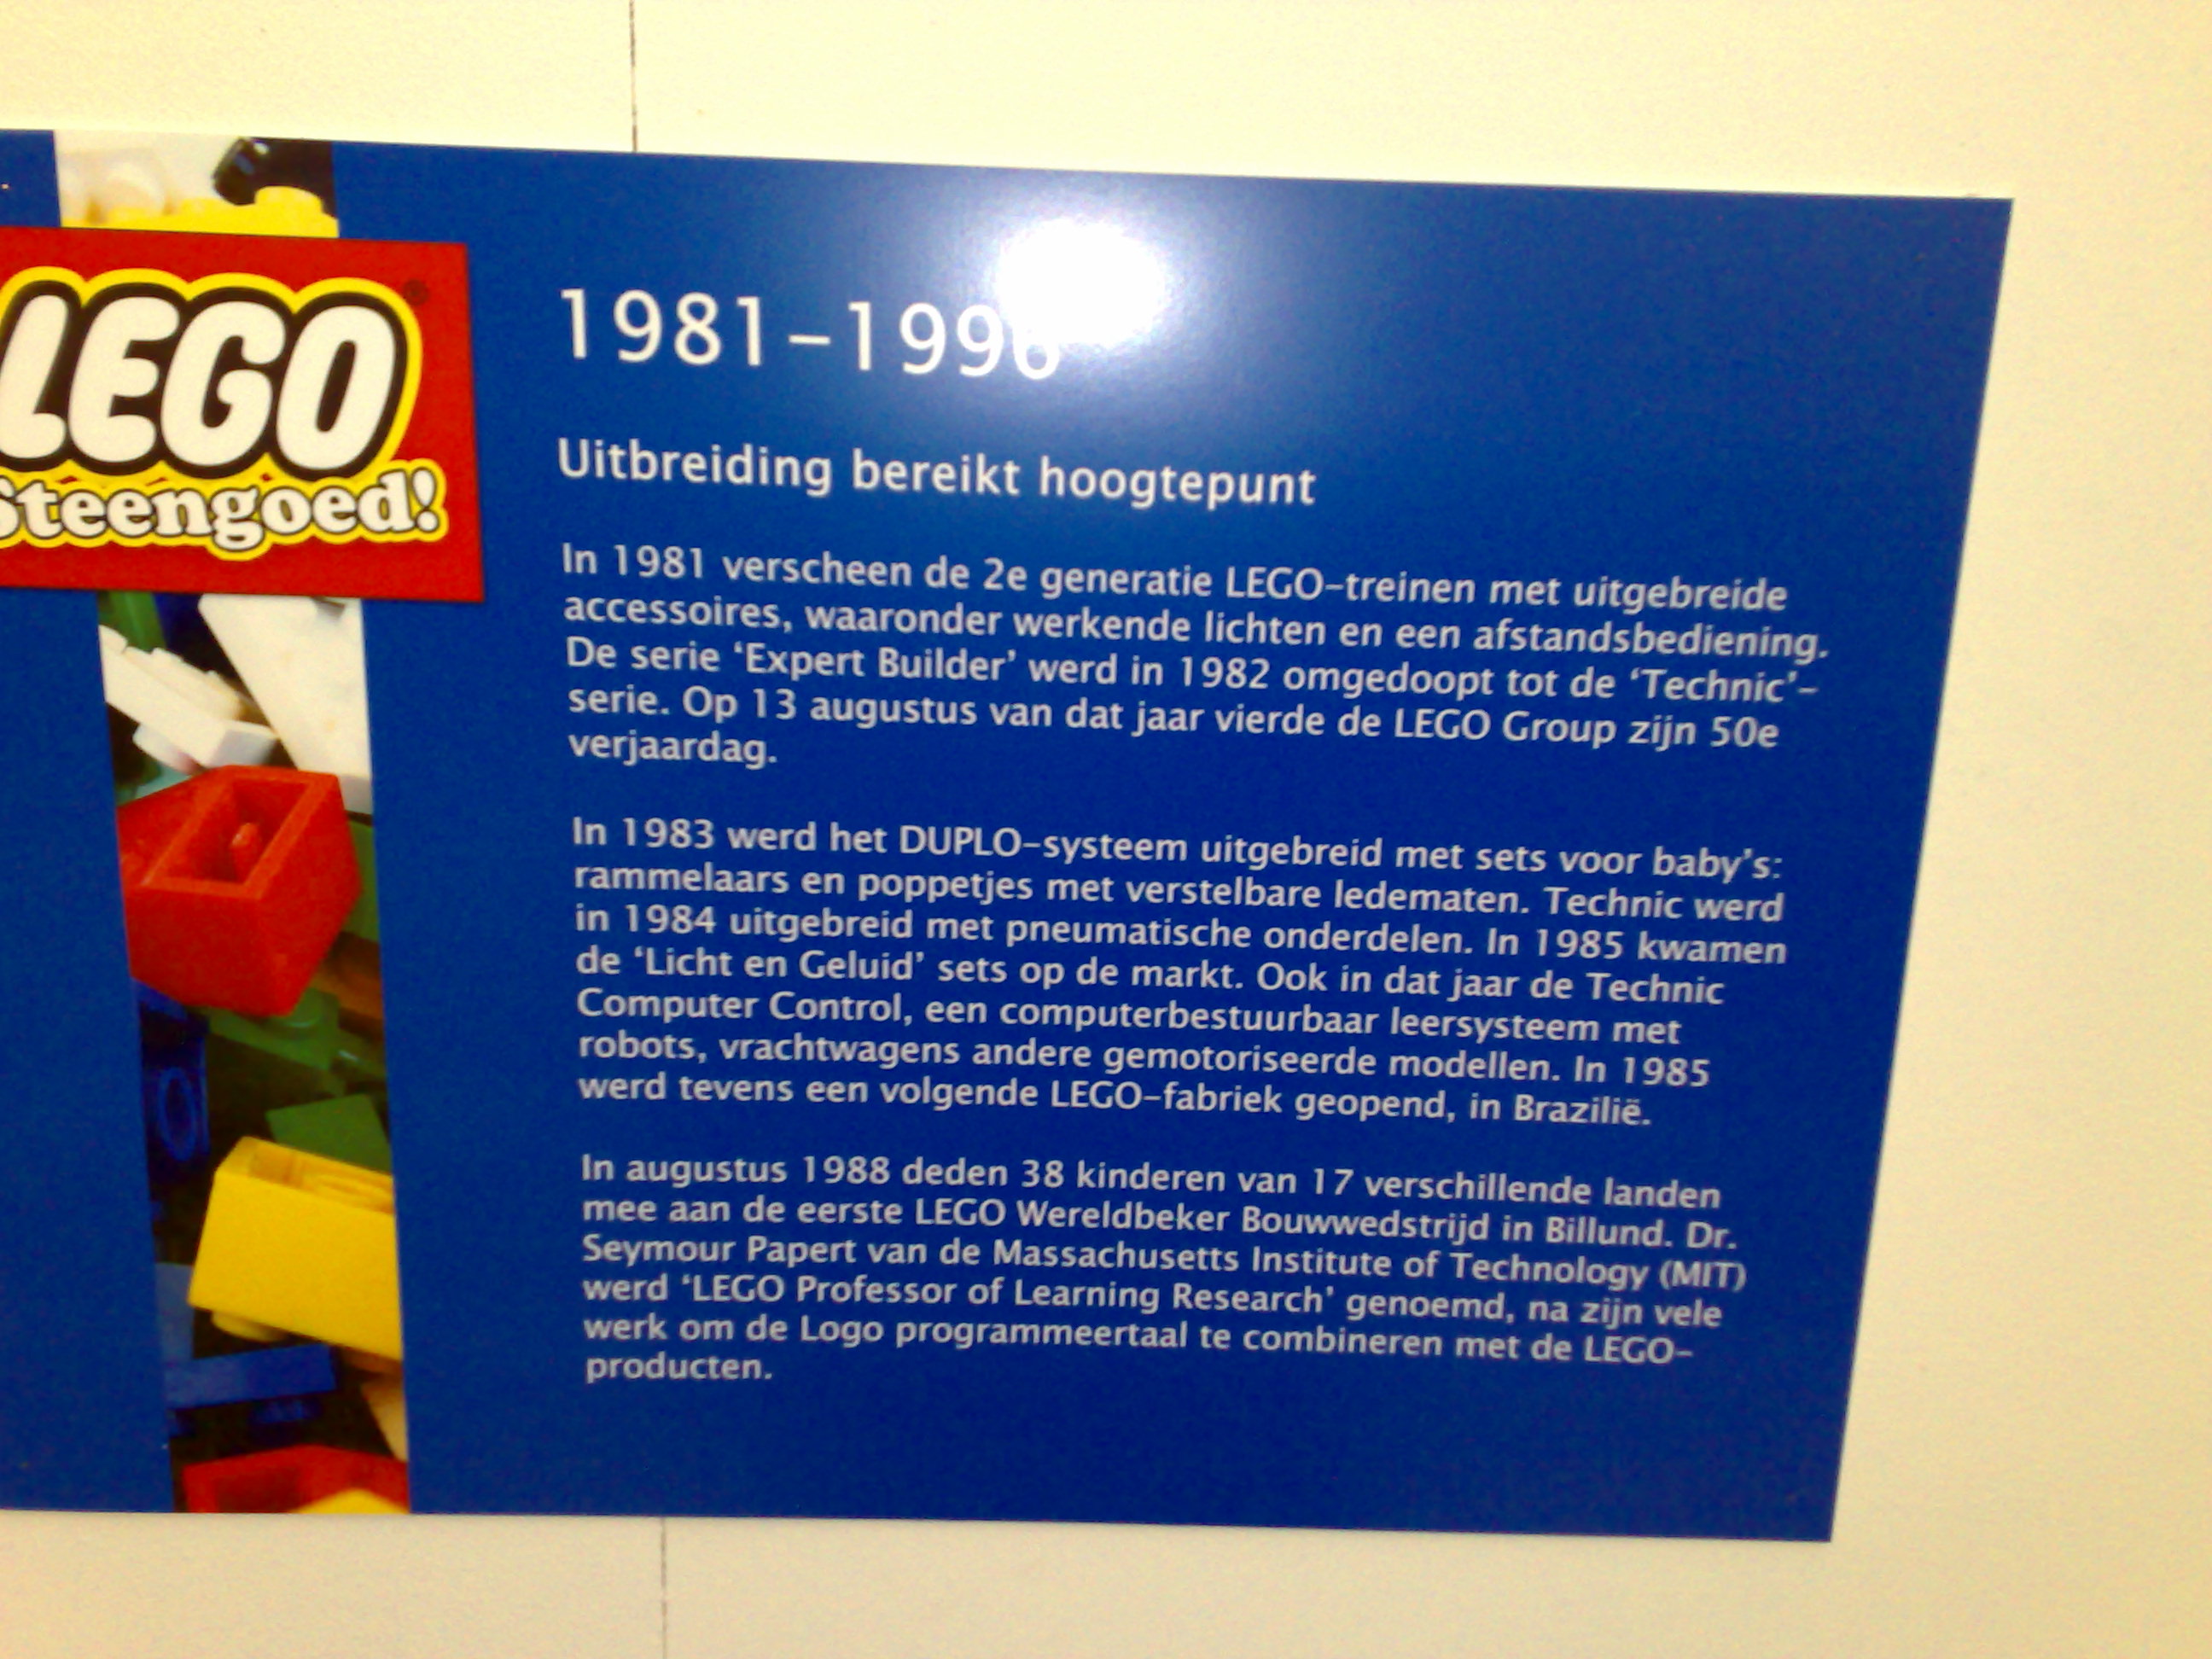 LEGO
Steengoed!
1981-1996
Uitbreiding bereikt hoogtepunt
In 1981 verscheen de 2e generatie LEGO-treinen met uitgebreide
accessoires, waaronder werkende lichten en een afstandsbediening.
De serie ‘Expert Builder’ werd in 1982 omgedoopt tot de ‘Technic’-
serie. Op 13 augustus van dat jaar vierde de LEGO Group zijn 50e
verjaardag.
In 1983 werd het DUPLO-systeem uitgebreid met sets voor baby’s:
rammelaars en poppetjes met verstelbare ledematen. Technic werd
in 1984 uitgebreid met pneumatische onderdelen. In 1985 kwamen
de ‘Licht en Geluid’ sets op de markt. Ook in dat jaar de Technic
Computer Control, een computerbestuurbaar leersysteem met
robots, vrachtwagens andere gemotoriseerde modellen. In 1985
werd tevens een volgende LEGO-fabriek geopend, in Brazilië.
In augustus 1988 deden 38 kinderen van 17 verschillende landen
mee aan de eerste LEGO Wereldbeker Bouwwedstrijd in Billund. Dr.
Seymour Papert van de Massachusetts Institute of Technology (MIT)
werd ‘LEGO Professor of Learning Research’ genoemd, na zijn vele
werk om de Logo programmeertaal te combineren met de LEGO-
producten.